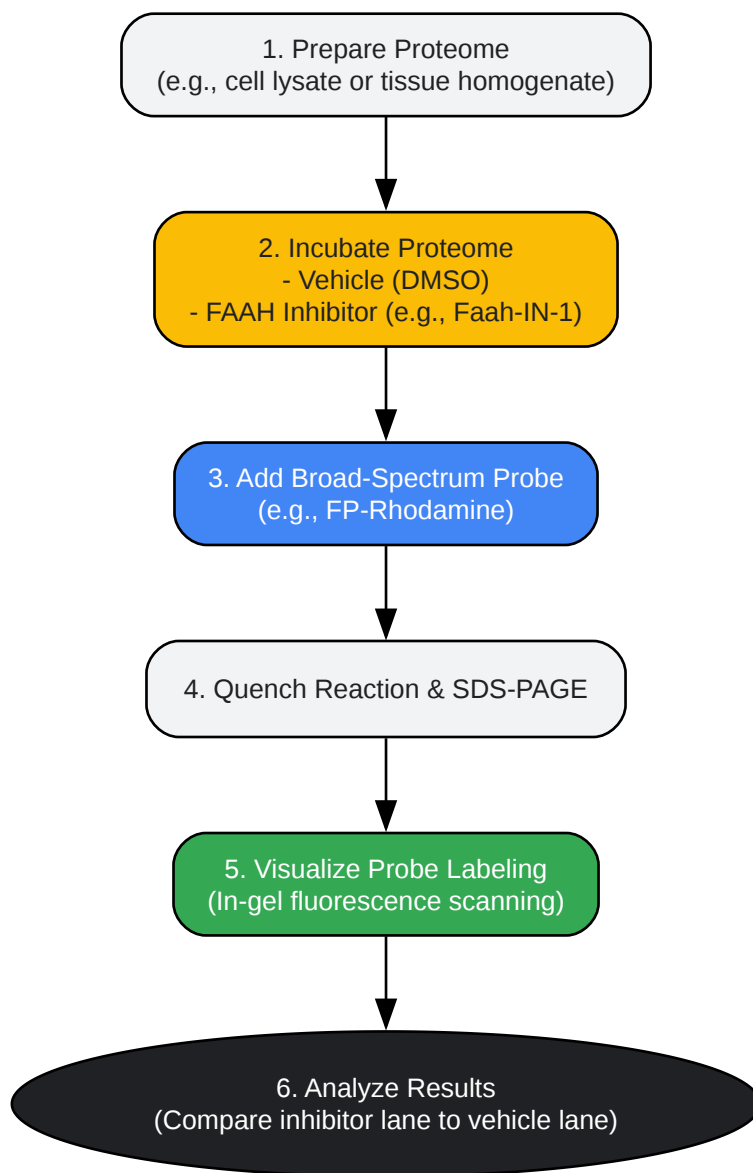 1. Prepare Proteome
(e.g., cell lysate or tissue homogenate)
2. Incubate Proteome
- Vehicle (DMSO)
- FAAH Inhibitor (e.g., Faah-IN-1)
3. Add Broad-Spectrum Probe
(e.g., FP-Rhodamine)
4. Quench Reaction & SDS-PAGE
5. Visualize Probe Labeling
(In-gel fluorescence scanning)
6. Analyze Results
(Compare inhibitor lane to vehicle lane)